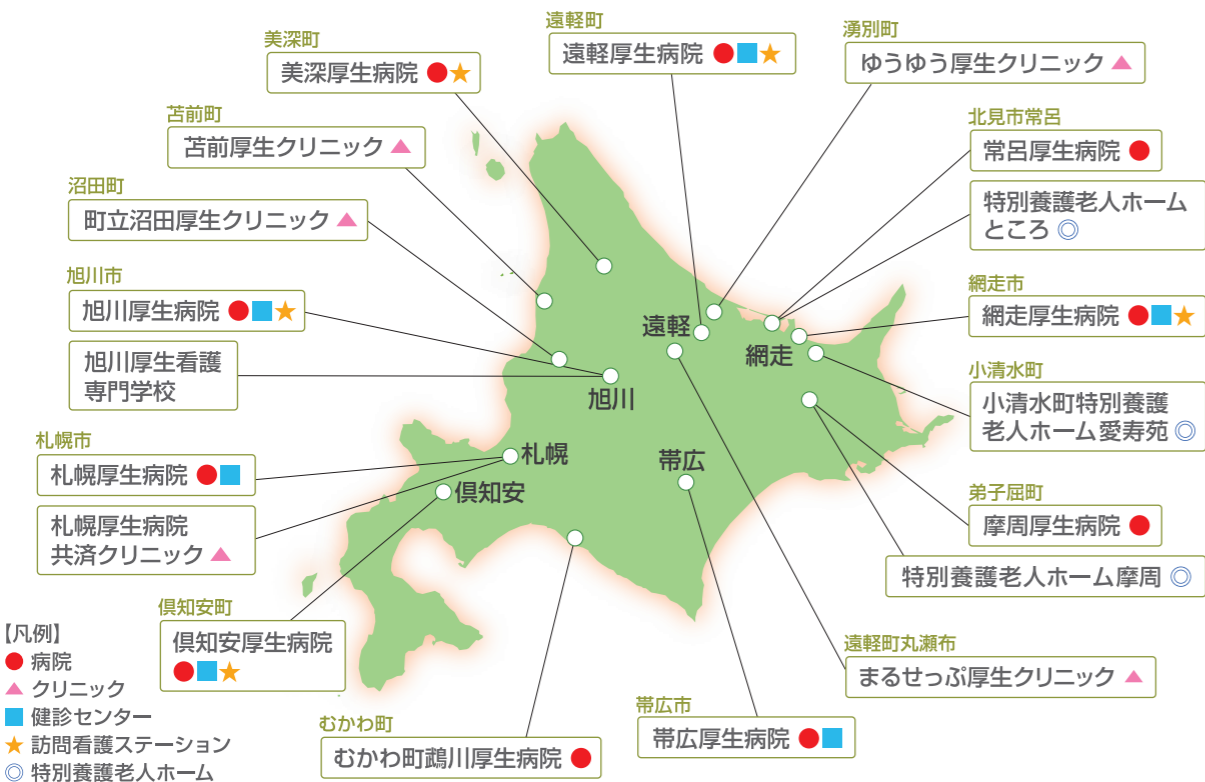 遠軽町
遠軽厚生病院 ●■★
湧別町
ゆうゆう厚生クリニック ▲
美深町
美深厚生病院 ●★
苫前町
苫前厚生クリニック ▲
北見市常呂
常呂厚生病院 ●
特別養護老人ホーム
ところ ◎
沼田町
町立沼田厚生クリニック ▲
旭川市
旭川厚生病院 ●■★
旭川厚生看護
専門学校
網走市
網走厚生病院 ●■★
小清水町
小清水町特別養護
老人ホーム愛寿苑 ◎
遠軽
網走
旭川
札幌
倶知安
帯広
札幌市
札幌厚生病院 ●■
札幌厚生病院
共済クリニック ▲
弟子屈町
摩周厚生病院 ●
特別養護老人ホーム摩周 ◎
倶知安町
倶知安厚生病院
●■★
遠軽町丸瀬布
まるせっぷ厚生クリニック ▲
むかわ町
むかわ町鵡川厚生病院 ●
帯広市
帯広厚生病院 ●■
【凡例】
● 病院
▲ クリニック
■ 健診センター
★ 訪問看護ステーション
◎ 特別養護老人ホーム